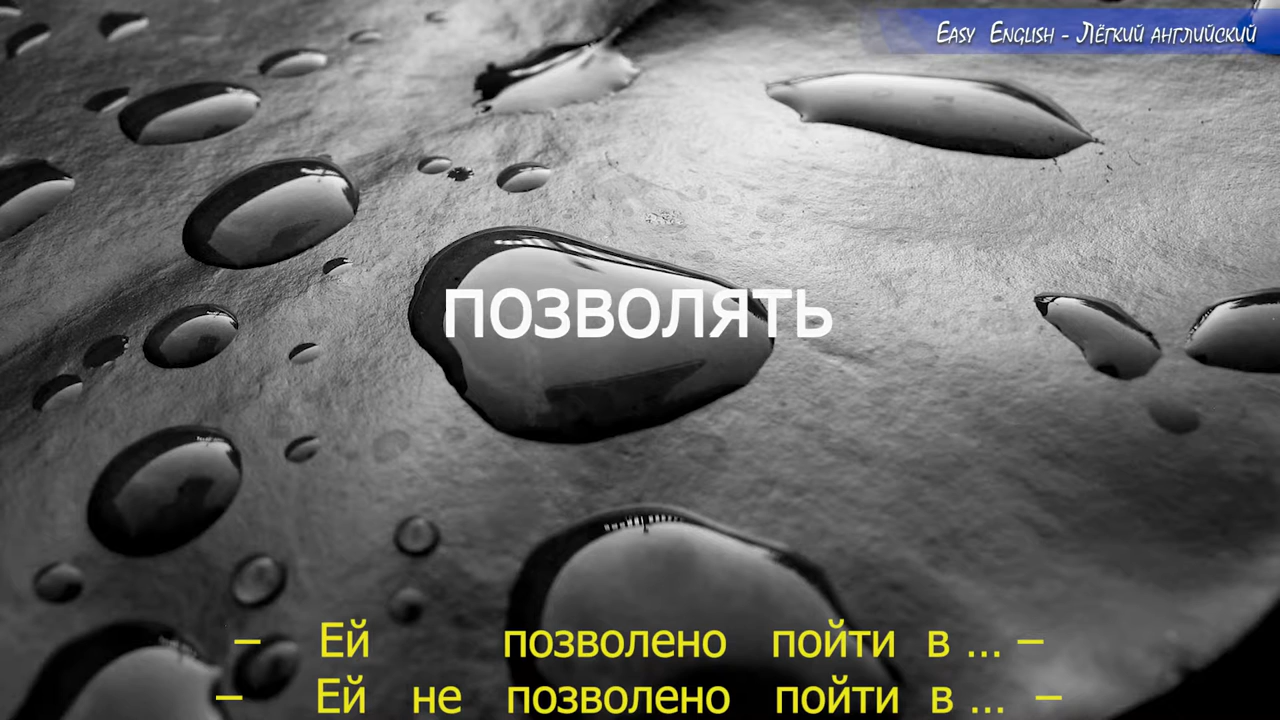 Easy English - Лёгкий английский
позволять
– Ей позволено пойти в ... –
– Ей не позволено пойти в ... –